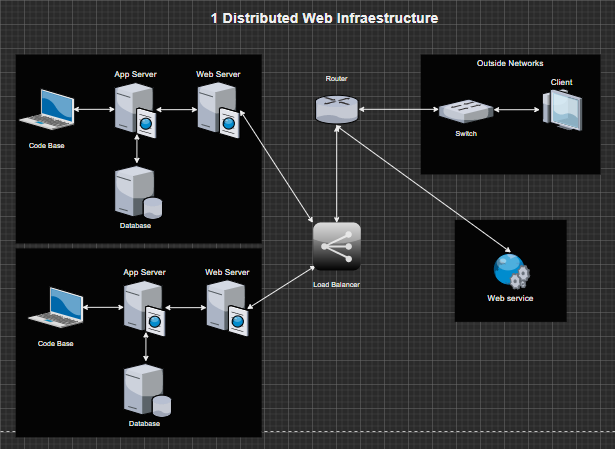 1 Distributed Web Infraestructure
App Server
Web Server
Code Base
Database
App Server
Web Server
Code Base
Database
Router
Load Balancer
Outside Networks
Client
Switch
Web service